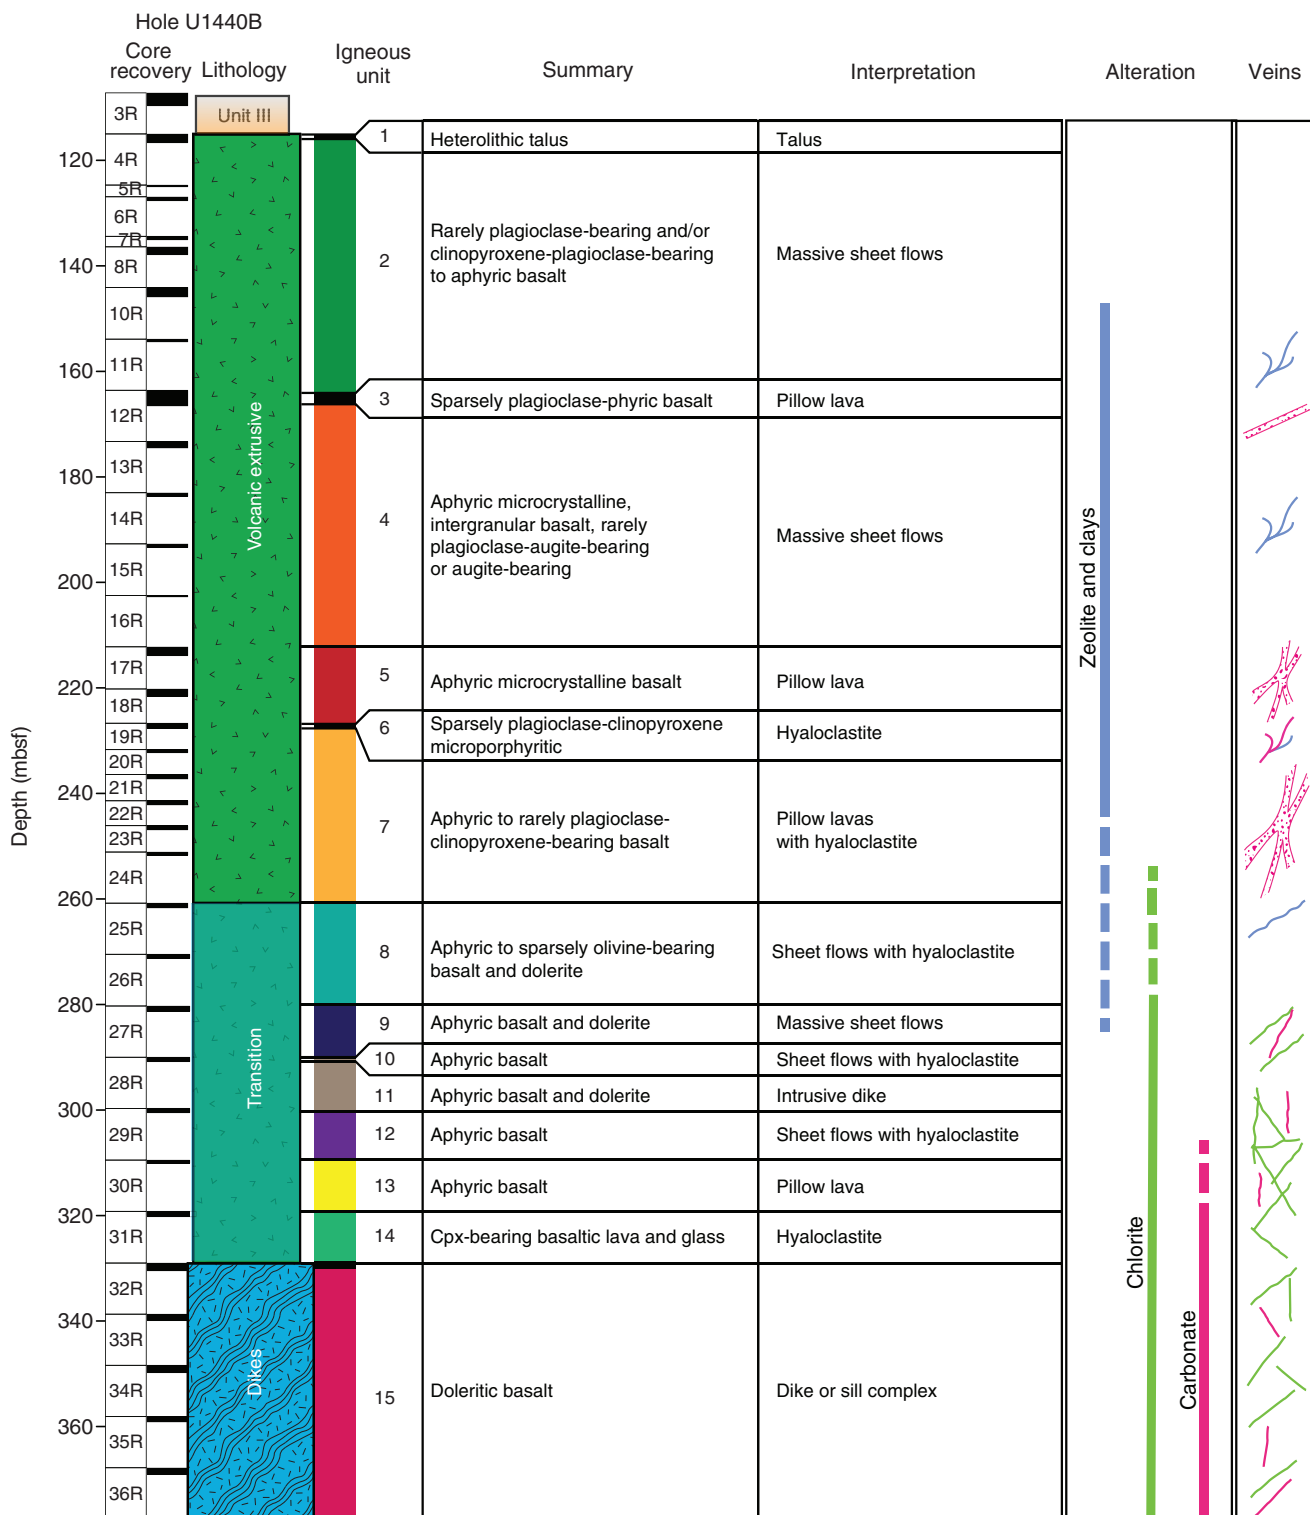 Hole U1440B
Core
recovery
Lithology
Igneous
unit
Summary
Interpretation
Alteration
Veins
Depth (mbsf)
120
140
160
180
200
220
240
260
280
300
320
340
360
3R
4R
5R
6R
7R
8R
10R
11R
12R
13R
14R
15R
16R
17R
18R
19R
20R
21R
22R
23R
24R
25R
26R
27R
28R
29R
30R
31R
32R
33R
34R
35R
36R
Unit III
Volcanic extrusive
Transition
Dikes
1
Heterolithic talus
Talus
2
Rarely plagioclase-bearing and/or
clinopyroxene-plagioclase-bearing
to aphyric basalt
Massive sheet flows
3
Sparsely plagioclase-phyric basalt
Pillow lava
4
Aphyric microcrystalline,
intergranular basalt, rarely
plagioclase-augite-bearing
or augite-bearing
Massive sheet flows
5
Aphyric microcrystalline basalt
Pillow lava
6
Sparsely plagioclase-clinopyroxene
microporphyritic
Hyaloclastite
7
Aphyric to rarely plagioclase-
clinopyroxene-bearing basalt
Pillow lavas
with hyaloclastite
8
Aphyric to sparsely olivine-bearing
basalt and dolerite
Sheet flows with hyaloclastite
9
Aphyric basalt and dolerite
Massive sheet flows
10
Aphyric basalt
Sheet flows with hyaloclastite
11
Aphyric basalt and dolerite
Intrusive dike
12
Aphyric basalt
Sheet flows with hyaloclastite
13
Aphyric basalt
Pillow lava
14
Cpx-bearing basaltic lava and glass
Hyaloclastite
15
Doleritic basalt
Dike or sill complex
Zeolite and clays
Chlorite
Carbonate